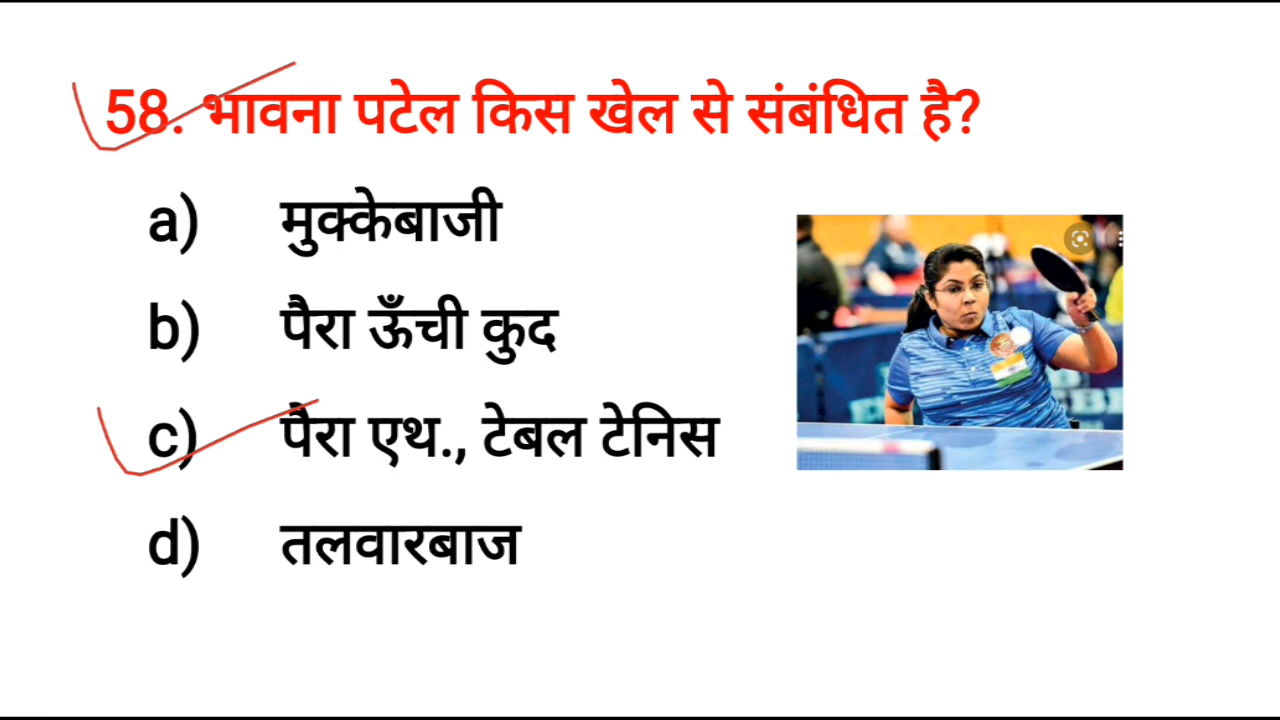 58. भावना पटेल किस खेल से संबंधित है?
a) मुक्केबाजी
b) पैरा ऊँची कुद
c) पैरा एथ., टेबल टेनिस
d) तलवारबाज